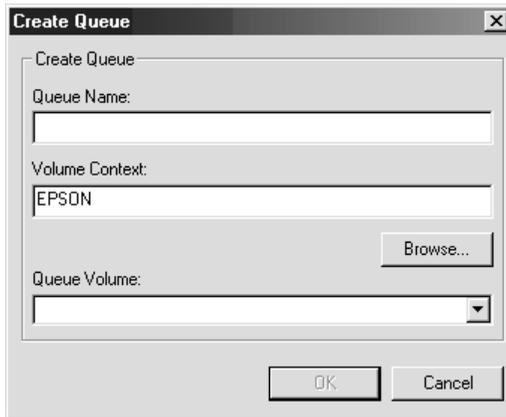 Create Queue
Create Queue
Queue Name:
Volume Context:
EPSON
Browse...
Queue Volume:
OK Cancel